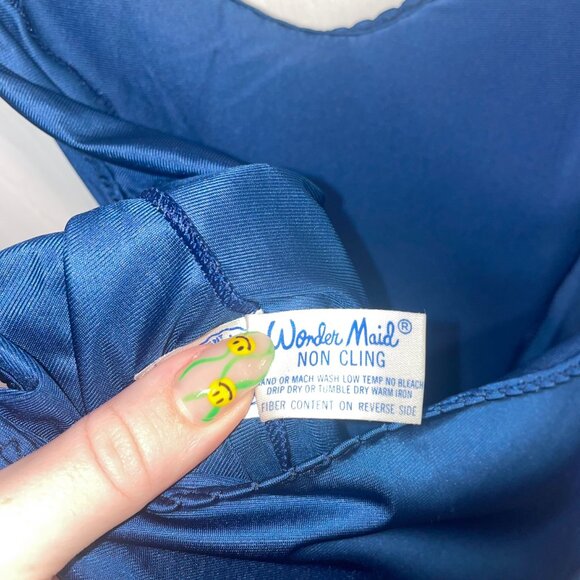 Wonder Maid®
NON CLING
HAND OR MACH WASH LOW TEMP NO BLEACH
DRIP DRY OR TUMBLE DRY WARM IRON
FIBER CONTENT ON REVERSE SIDE